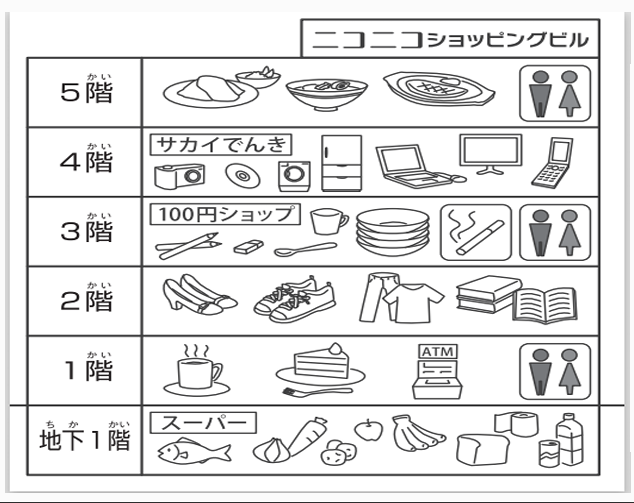 ニコニコショッピングビル
5階
かい
4階
かい
サカイでんき
3階
かい
100円ショップ
2階
かい
1階
かい
ATM
地下1階
ちか かい
スーパー